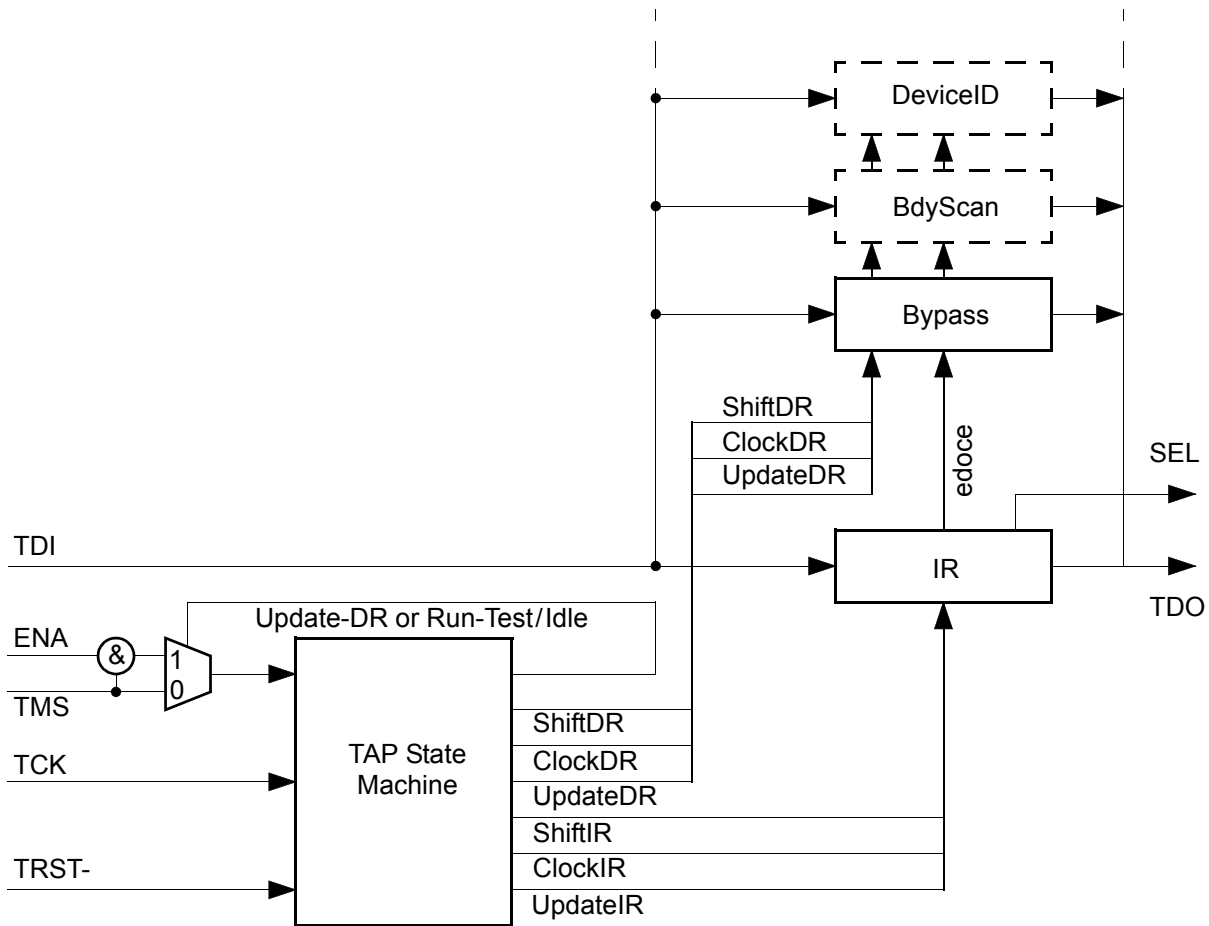 DeviceID
BdyScan
Bypass
ShiftDR
ClockDR
UpdateDR
edoce
SEL
TDI
IR
TDO
Update-DR or Run-Test/Idle
ENA
&
1
0
TMS
ShiftDR
TAP State
Machine
TCK
ClockDR
UpdateDR
ShiftIR
TRST-
ClockIR
UpdateIR